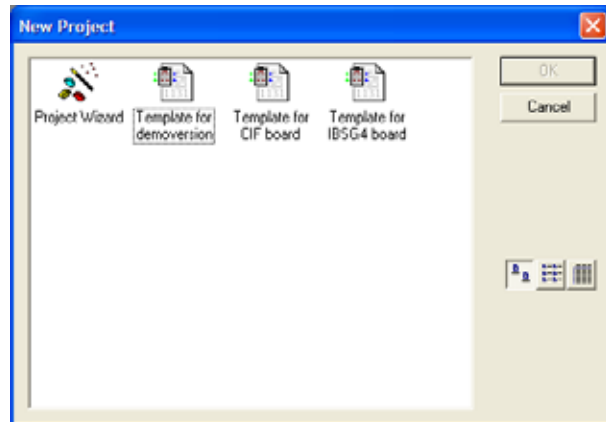 New Project
OK
Cancel
Project Wizard
Template for
demoversion
Template for
CIF board
Template for
IBSG4 board